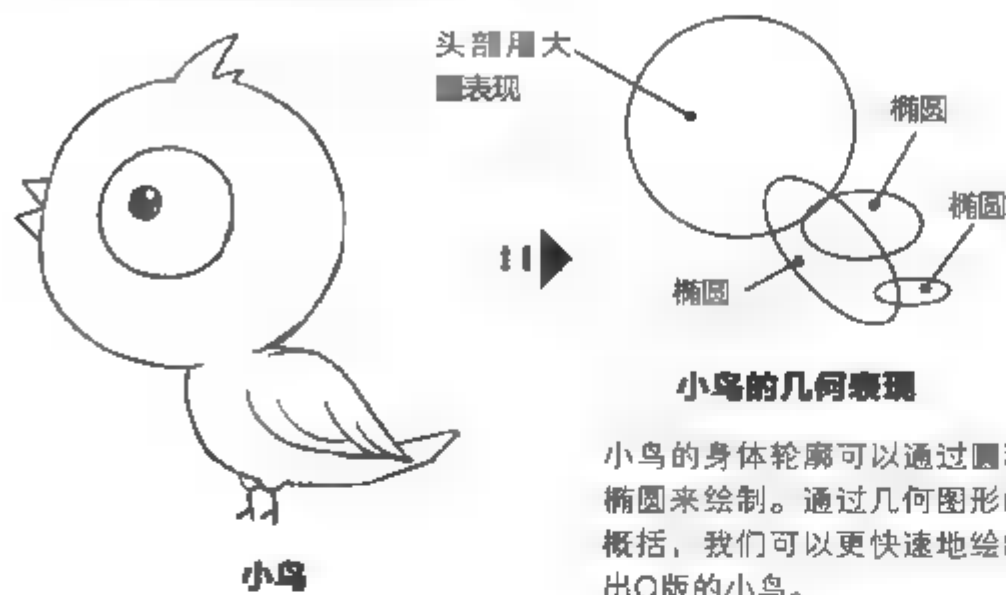 头部用大
表现
椭圆
椭圆
椭圆
小鸟的几何表现
小鸟的身体轮廓可以通过圆
椭圆来绘制。通过几何图形
概括，我们可以更快速地绘
出Q版的小鸟。
小鸟